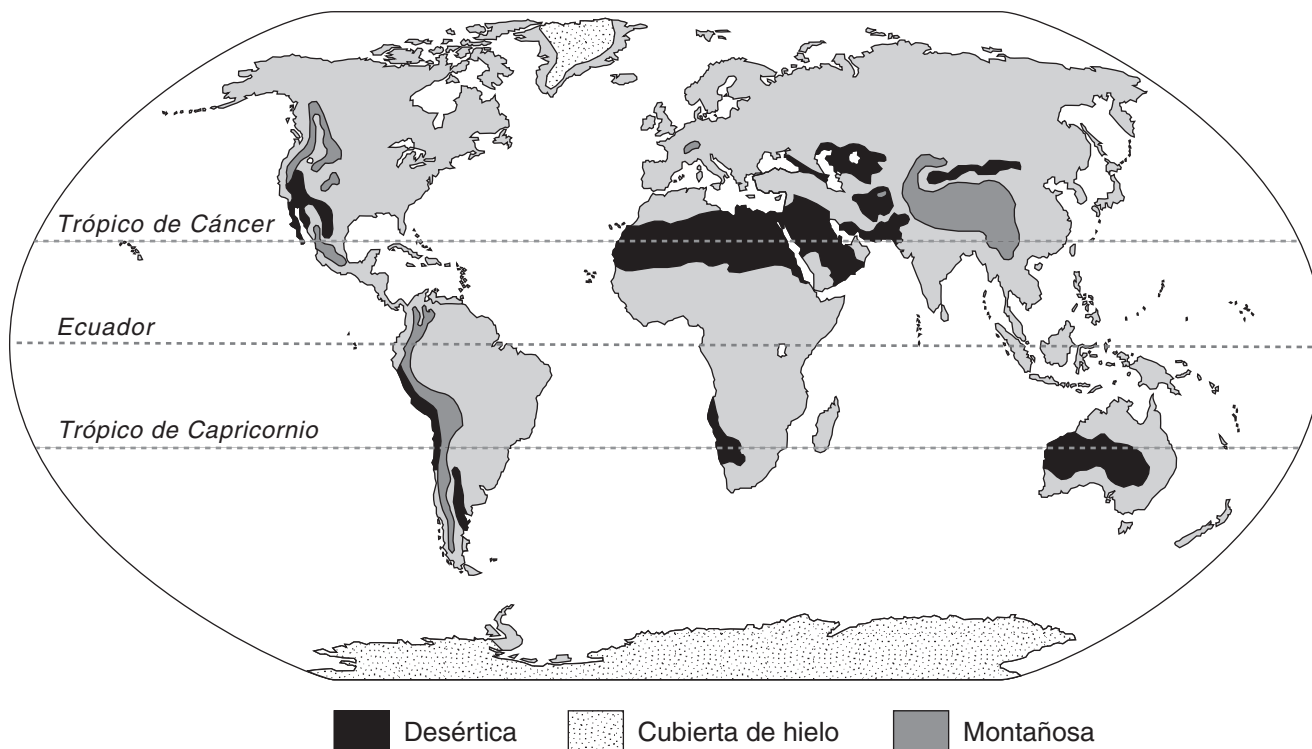 Trópico de Cáncer
Ecuador
Trópico de Capricornio
Desértica
Cubierta de hielo
Montañosa